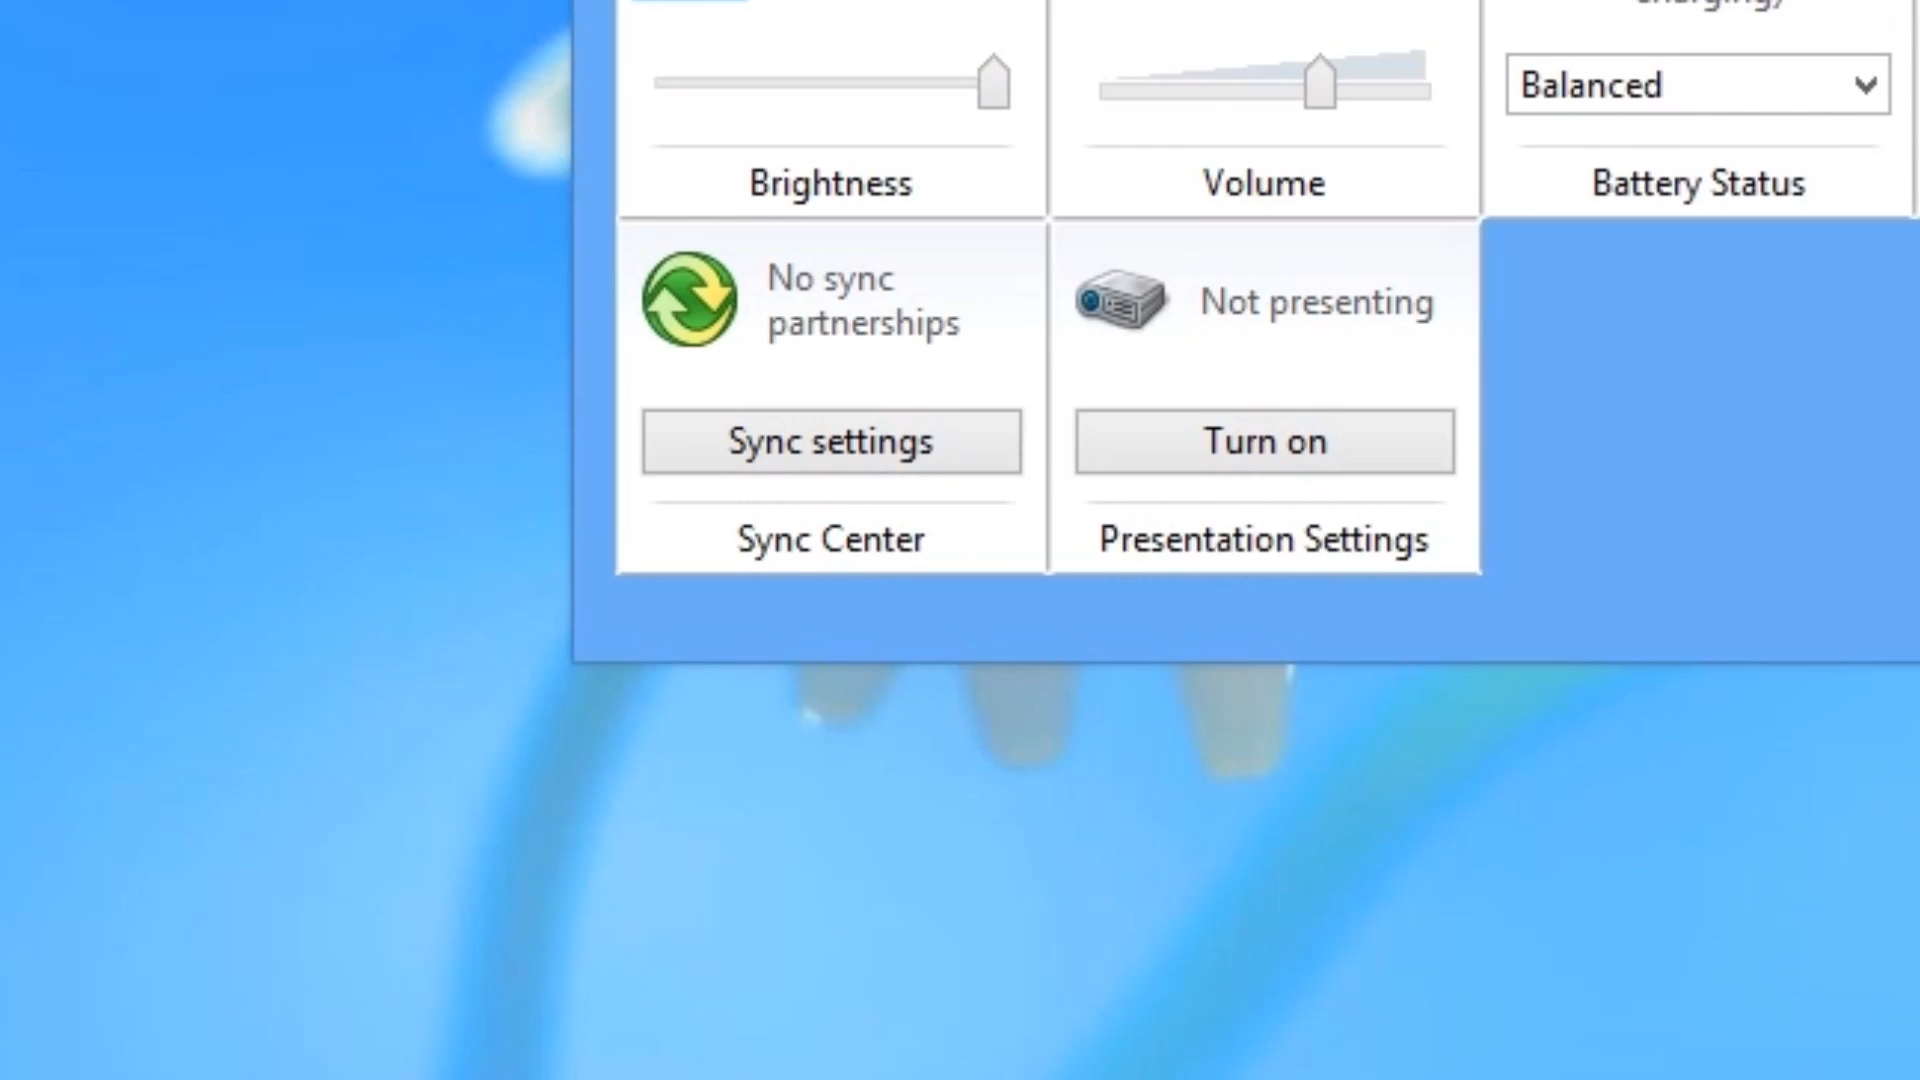 Balanced
Brightness
Volume
Battery Status
No sync
partnerships
Not presenting
Sync settings
Turn on
Sync Center
Presentation Settings